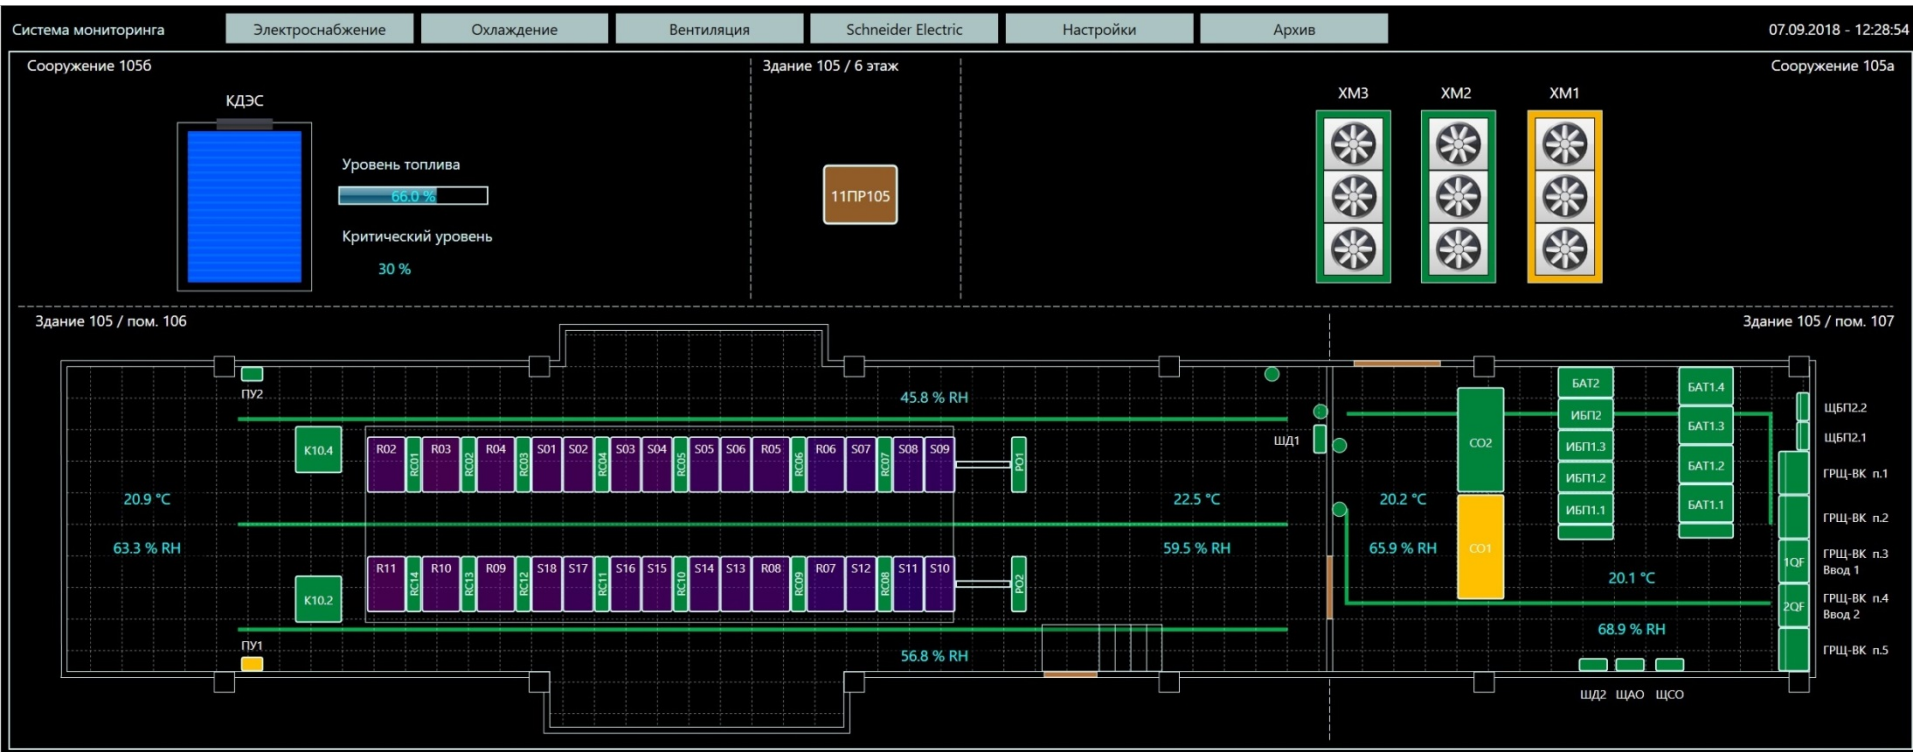 Система мониторинга
Электроснабжение
Охлаждение
Вентиляция
Schneider Electric
Настройки
Архив
07.09.2018 - 12:28:54
Сооружение 105б
Здание 105 / 6 этаж
Сооружение 105а
КДЭС
Уровень топлива
66.0 %
Критический уровень
30 %
11ПР105
ХМ3
ХМ2
ХМ1
Здание 105 / пом. 106
Здание 105 / пом. 107
ПУ2
45.8 % RH
К10.4
R02
RC01
R03
RC02
R04
RC03
S01
S02
RC04
S03
S04
RC05
S05
S06
R05
RC06
R06
S07
RC07
S08
S09
РО1
20.9 °C
63.3 % RH
22.5 °C
59.5 % RH
К10.2
R11
RC14
R10
RC13
R09
RC12
S18
S17
RC11
S16
S15
RC10
S14
S13
R08
RC09
R07
S12
RC08
S11
S10
РО2
ПУ1
56.8 % RH
ШД1
20.2 °C
65.9 % RH
СО2
СО1
БАТ2
ИБП2
ИБП1.3
ИБП1.2
ИБП1.1
БАТ1.4
БАТ1.3
БАТ1.2
БАТ1.1
20.1 °C
68.9 % RH
ЩБП2.2
ЩБП2.1
ГРЩ-ВК п.1
ГРЩ-ВК п.2
1QF
ГРЩ-ВК п.3
Ввод 1
2QF
ГРЩ-ВК п.4
Ввод 2
ГРЩ-ВК п.5
ШД2
ЩАО
ЩСО